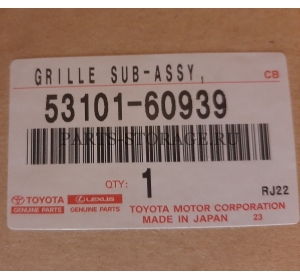 GRILLE SUB-ASSY,
CB
53101-60939
PARTS-STORAGE.RU
QTY: 1
RJ22
TOYOTA LEXUS
GENUINE PARTS GENUINE PARTS
TOYOTA MOTOR CORPORATION
MADE IN JAPAN 23